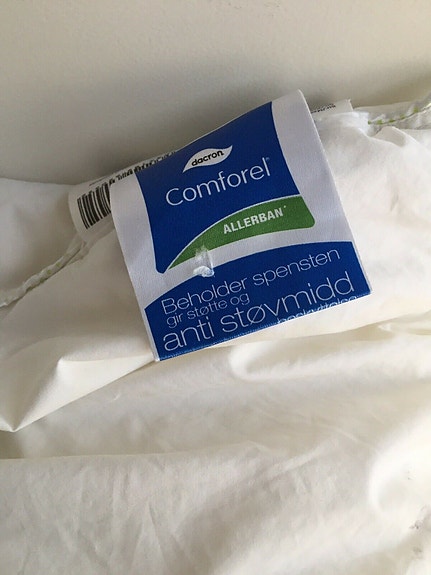 dacron
Comforel®
ALLERBAN*
Beholder spensten
gir støtte og
anti støvmidd